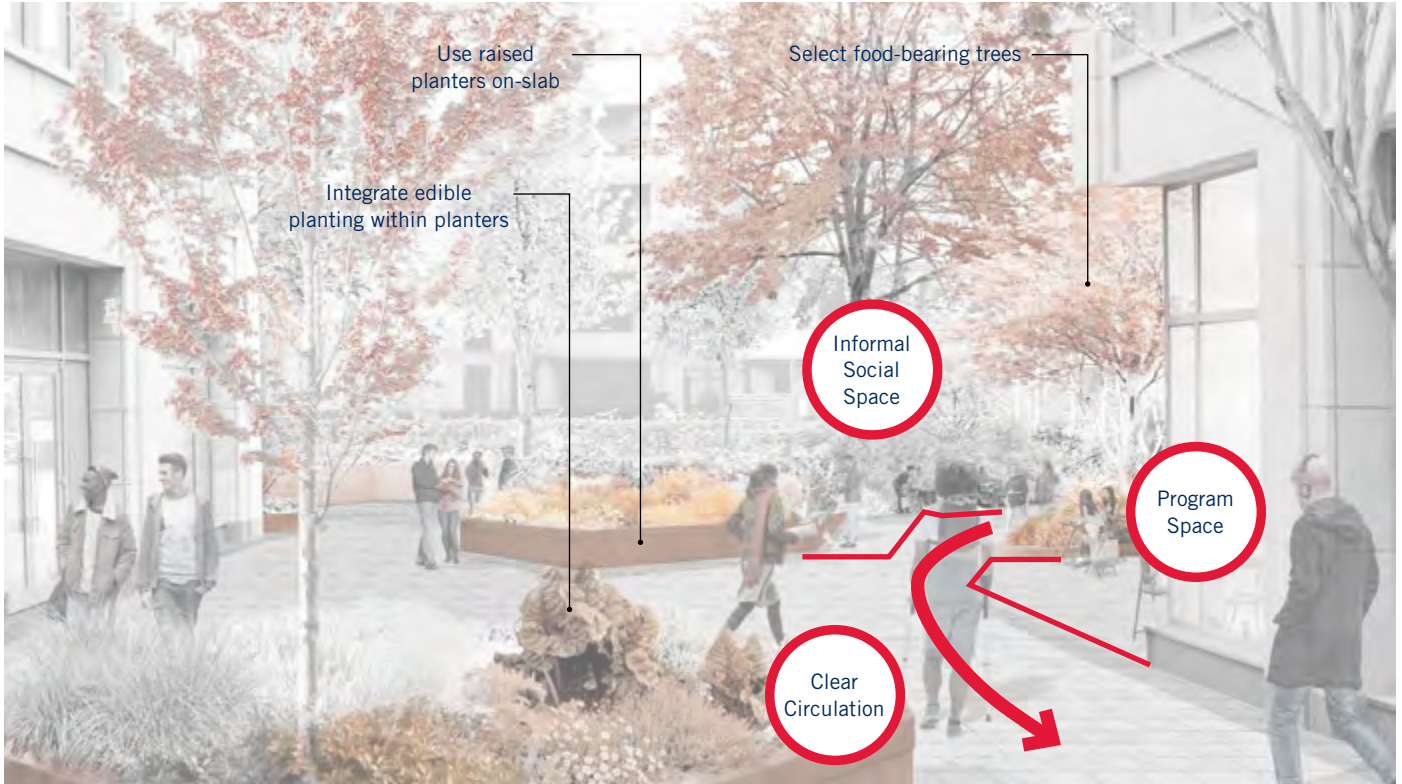 Use raised
planters on-slab
Select food-bearing trees
Integrate edible
planting within planters
Informal
Social
Space
Program
Space
Clear
Circulation